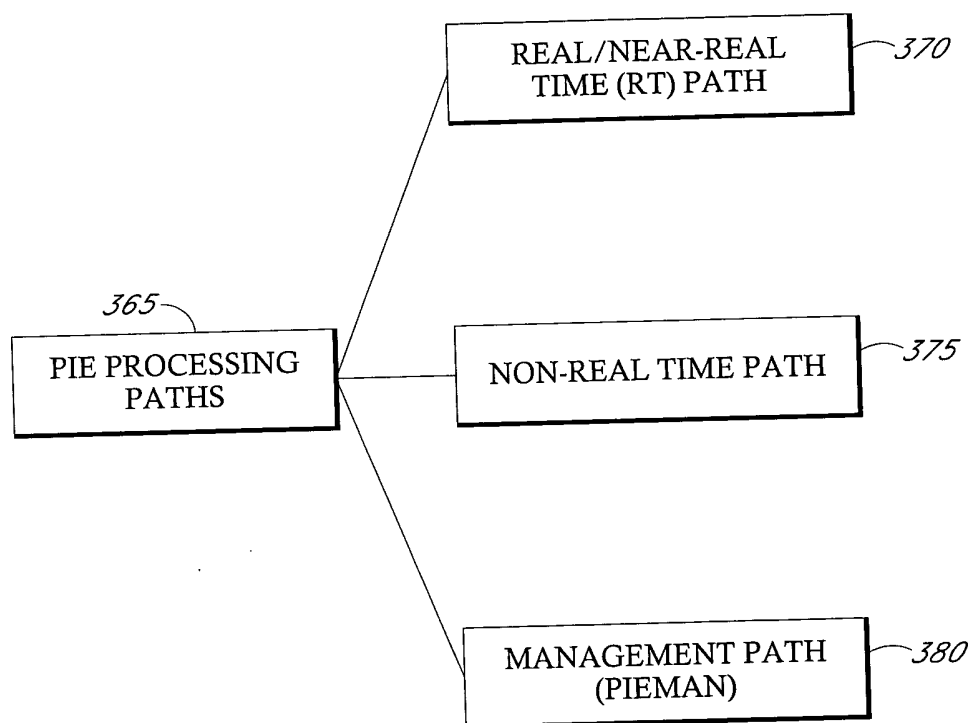 REAL/NEAR-REAL
TIME (RT) PATH
370
365
PIE PROCESSING
PATHS
NON-REAL TIME PATH
375
MANAGEMENT PATH
(PIEMAN)
380